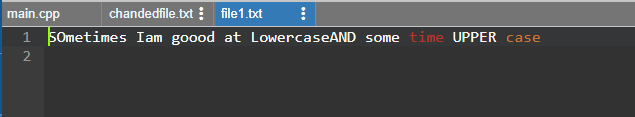 main.cpp chandedfile.txt file1.txt
1 SOmetimes Iam goood at LowercaseAND some time UPPER case
2